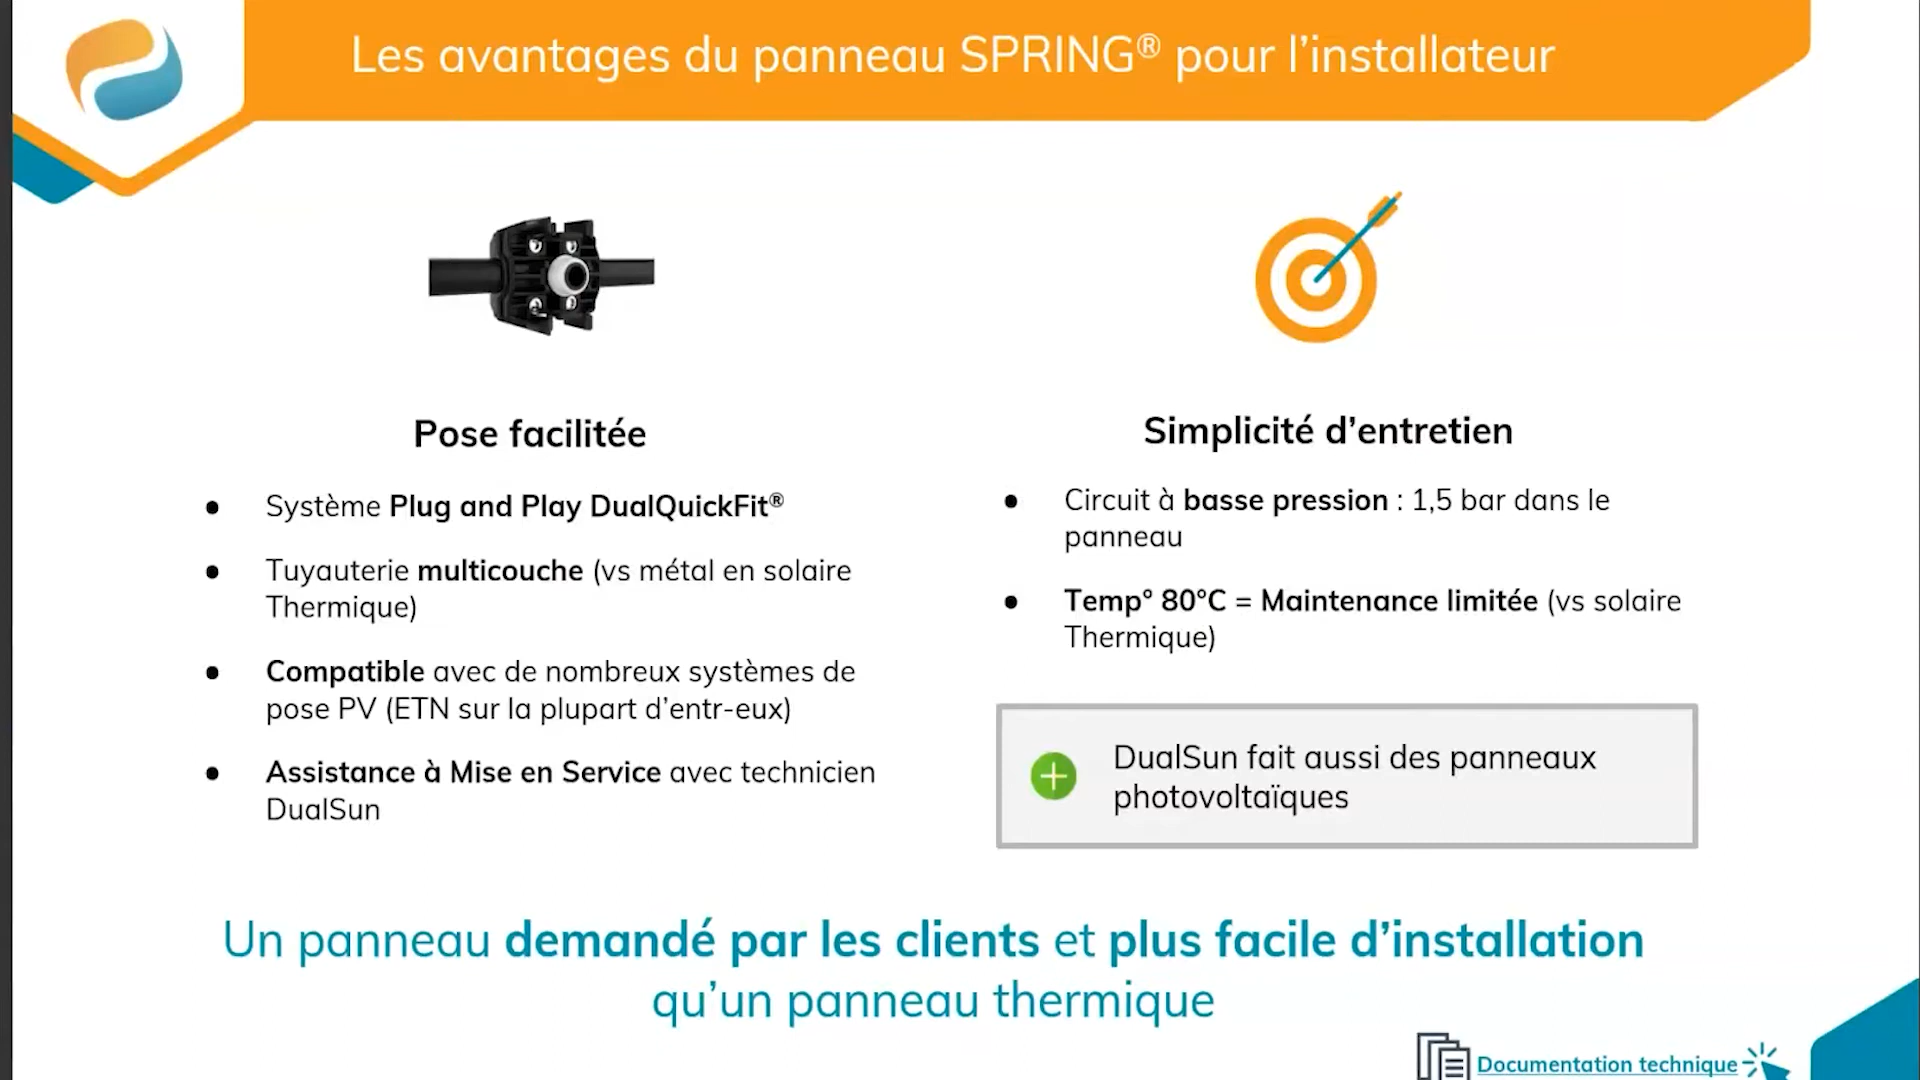 Les avantages du panneau SPRING® pour l’installateur
Pose facilitée
● Système Plug and Play DualQuickFit®
● Tuyauterie multicouche (vs métal en solaire
Thermique)
● Compatible avec de nombreux systèmes de
pose PV (ETN sur la plupart d’entr-eux)
● Assistance à Mise en Service avec technicien
DualSun
Simplicité d’entretien
● Circuit à basse pression : 1,5 bar dans le
panneau
● Temp° 80°C = Maintenance limitée (vs solaire
Thermique)
DualSun fait aussi des panneaux
photovoltaïques
Un panneau demandé par les clients et plus facile d’installation
qu’un panneau thermique
Documentation technique